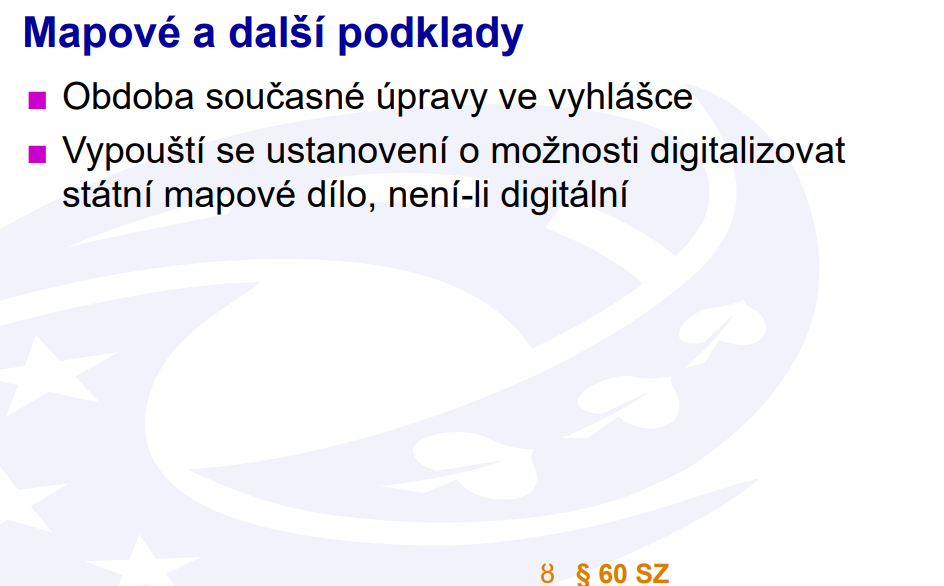 Mapové a další podklady
Obdoba současné úpravy ve vyhlášce
Vypouští se ustanovení o možnosti digitalizovat
státní mapové dílo, není-li digitální
8 § 60 SZ